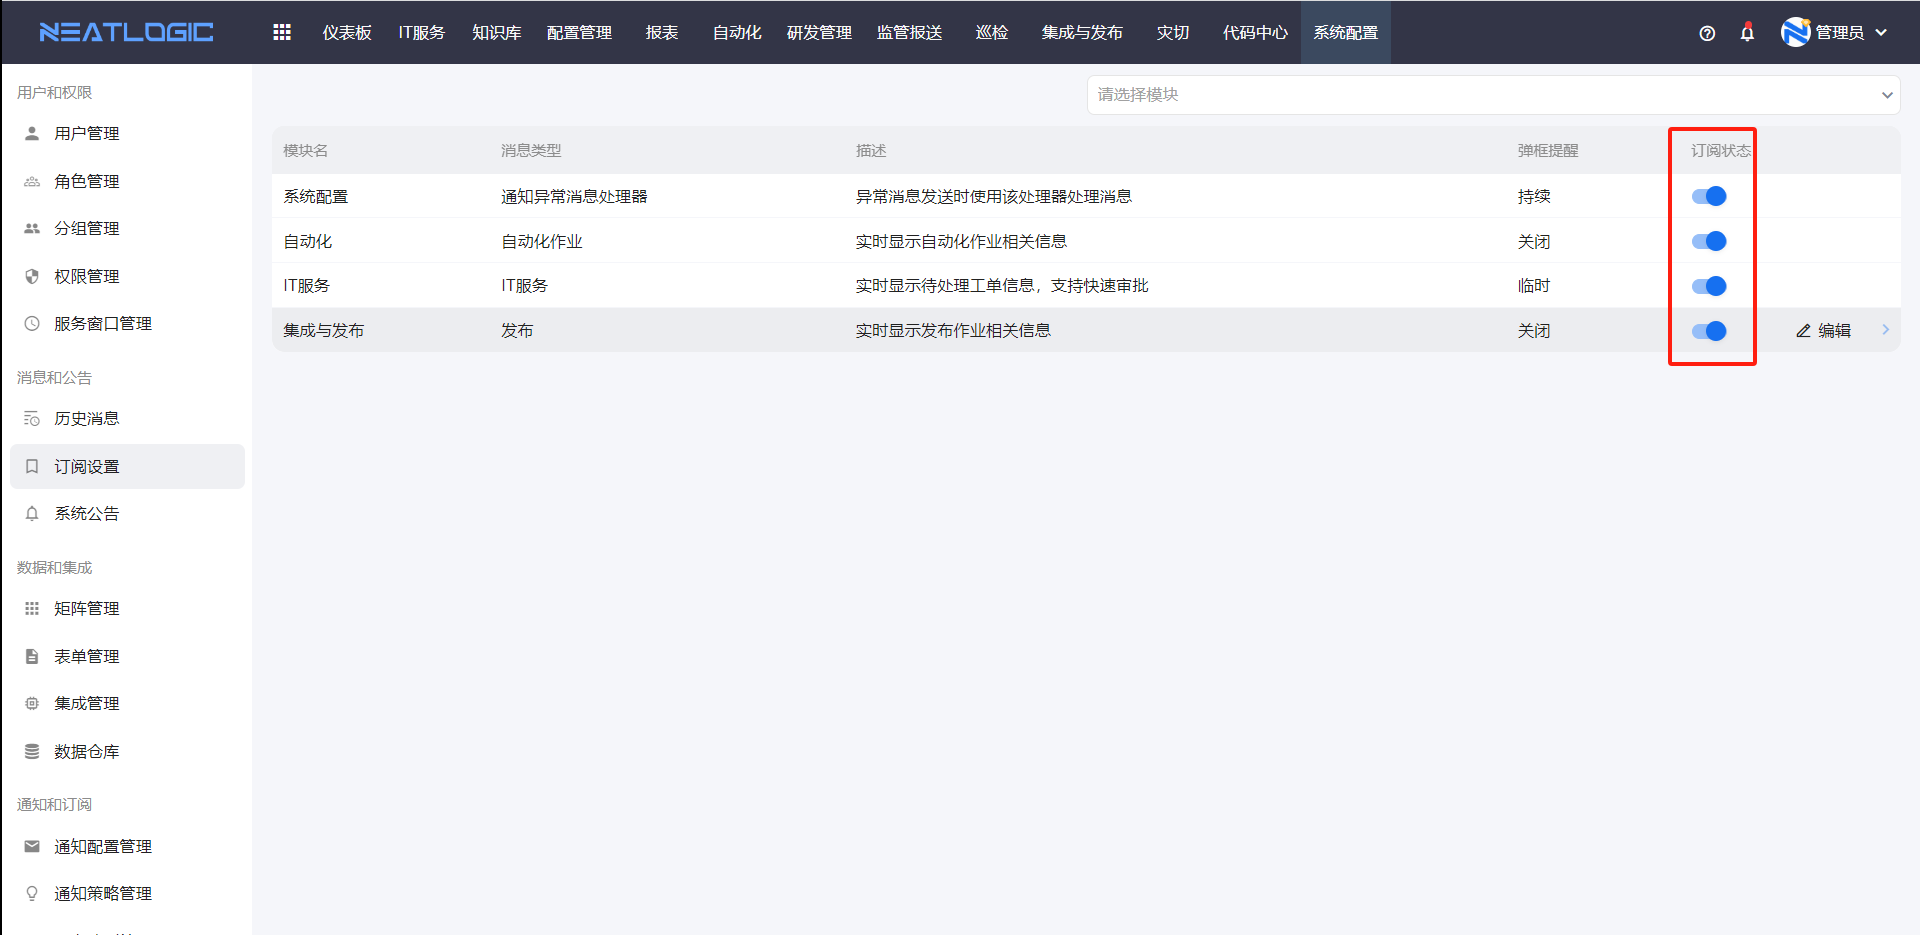 NEATLOGIC
仪表板 IT服务 知识库 配置管理 报表 自动化 研发管理 监管报送 巡检 集成与发布 灾切 代码中心 系统配置 管理员
用户和权限
用户管理
角色管理
分组管理
权限管理
服务窗口管理
消息和公告
历史消息
订阅设置
系统公告
数据和集成
矩阵管理
表单管理
集成管理
数据仓库
通知和订阅
通知配置管理
通知策略管理
请选择模块
模块名 消息类型 描述 弹框提醒 订阅状态
系统配置 通知异常消息处理器 异常消息发送时使用该处理器处理消息 持续
自动化 自动化作业 实时显示自动化作业相关信息 关闭
IT服务 IT服务 实时显示待处理工单信息，支持快速审批 临时
集成与发布 发布 实时显示发布作业相关信息 关闭 编辑